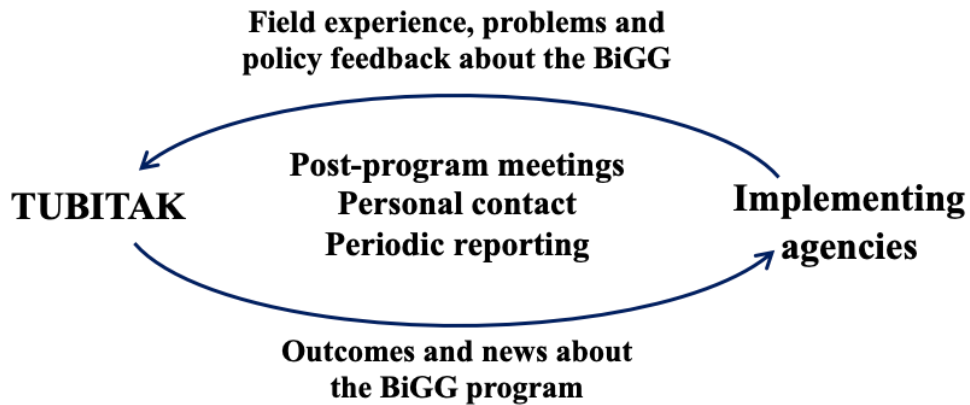 Field experience, problems and
policy feedback about the BiGG
Post-program meetings
Personal contact
Periodic reporting
TUBITAK
Implementing
agencies
Outcomes and news about
the BiGG program